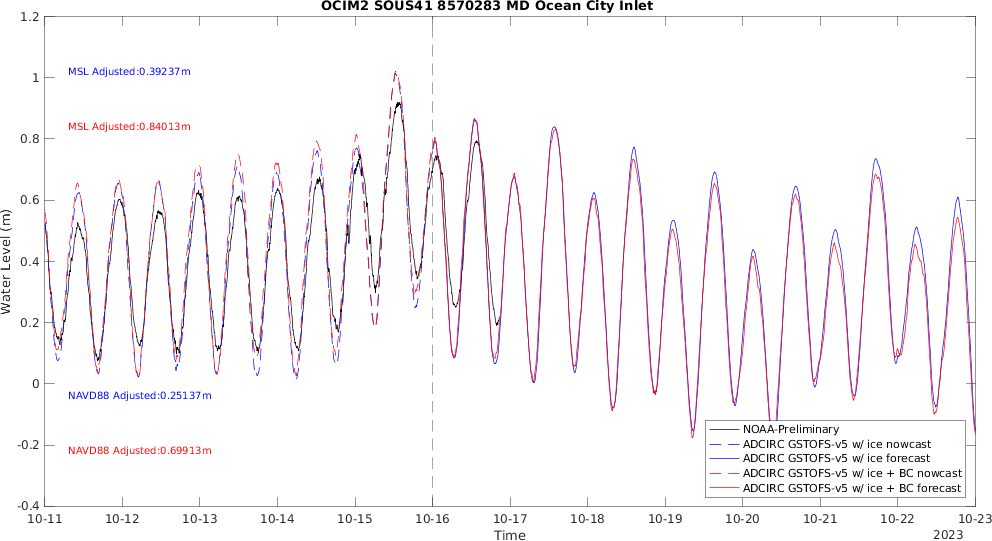 OCIM2 SOUS41 8570283 MD Ocean City Inlet
1.2
1
0.8
0.6
0.4
0.2
0
-0.2
-0.4
Water Level (m)
MSL Adjusted:0.39237m
MSL Adjusted:0.84013m
NAVD88 Adjusted:0.25137m
NAVD88 Adjusted:0.69913m
NOAA-Preliminary
ADCIRC GSTOFS-v5 w/ ice nowcast
ADCIRC GSTOFS-v5 w/ ice forecast
ADCIRC GSTOFS-v5 w/ ice + BC nowcast
ADCIRC GSTOFS-v5 w/ ice + BC forecast
10-11 10-12 10-13 10-14 10-15 10-16 10-17 10-18 10-19 10-20 10-21 10-22 10-23
Time
2023